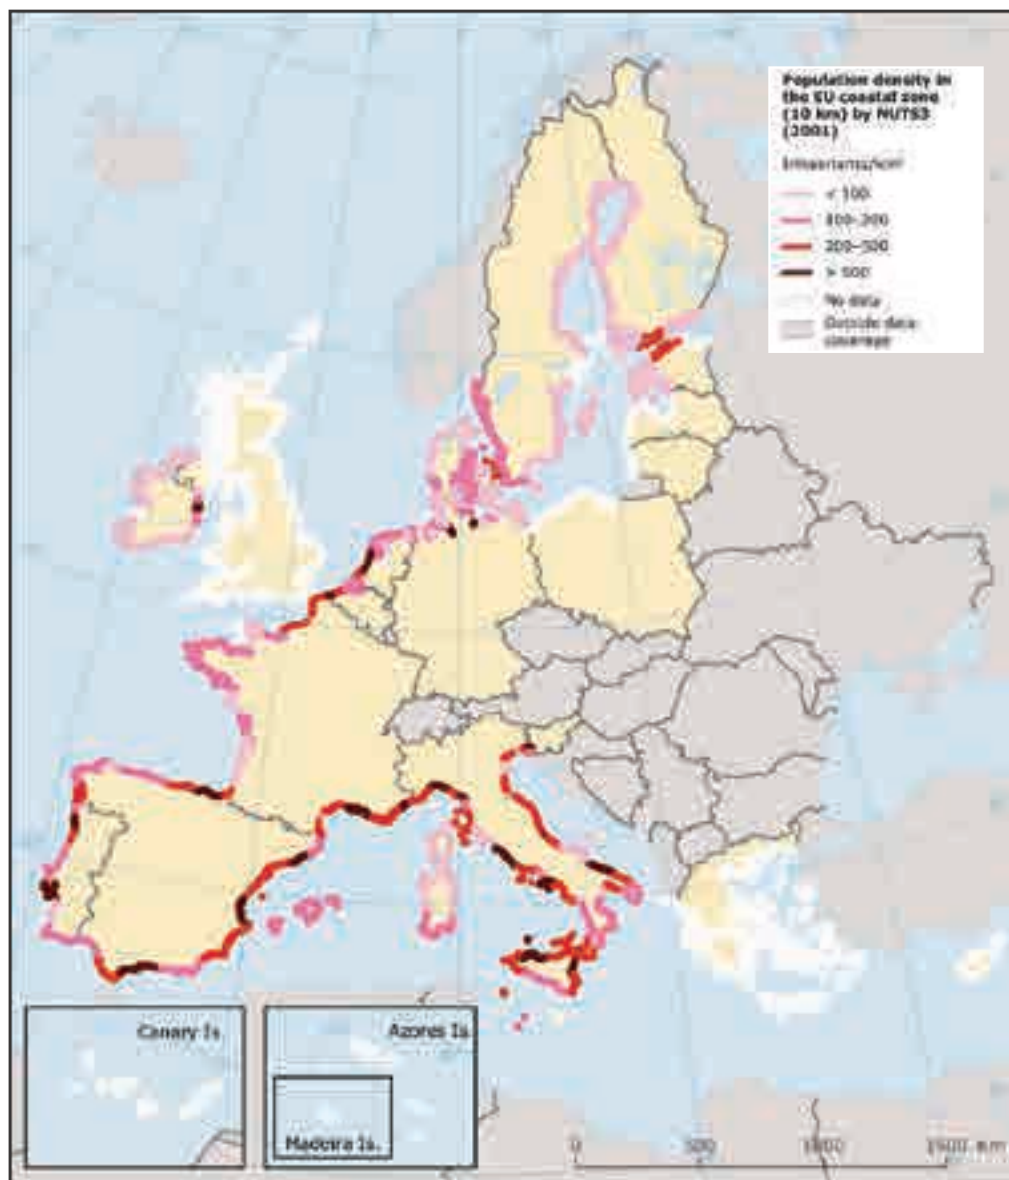 Population density in
the EU coastal zone
(10 km) by NUTS3
(2001)
Inhabitants/km²
< 100
100–200
200–500
> 500
No data
Outside data
coverage
Canary Is.
Azores Is.
Madeira Is.
0 500 1000 1500 km